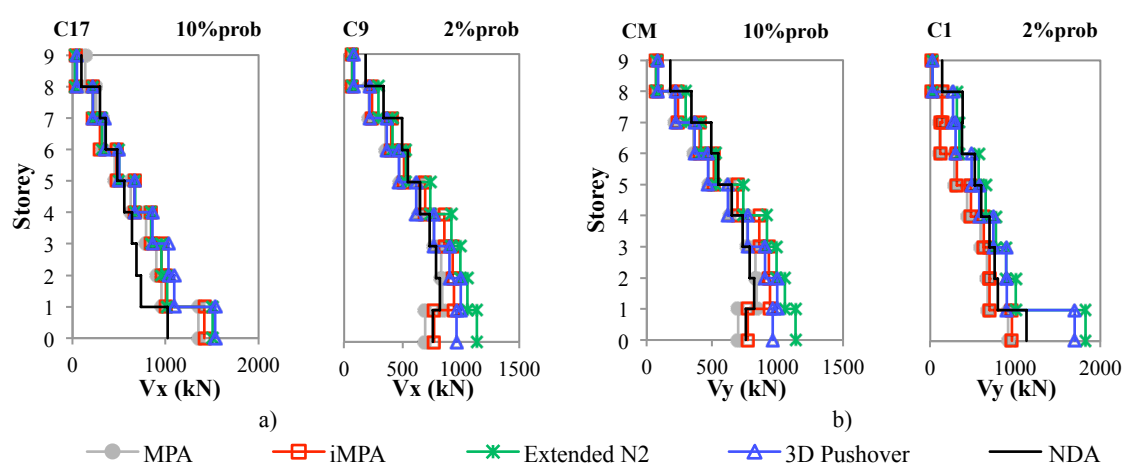 C17 10%prob
C9 2%prob
CM 10%prob
C1 2%prob
9
8
7
6
5
4
3
2
1
0
Storey
0 1000 2000
Vx (kN)
0 500 1000 1500
Vx (kN)
a)
9
8
7
6
5
4
3
2
1
0
Storey
0 500 1000 1500
Vy (kN)
0 1000 2000
Vy (kN)
b)
MPA iMPA Extended N2 3D Pushover NDA